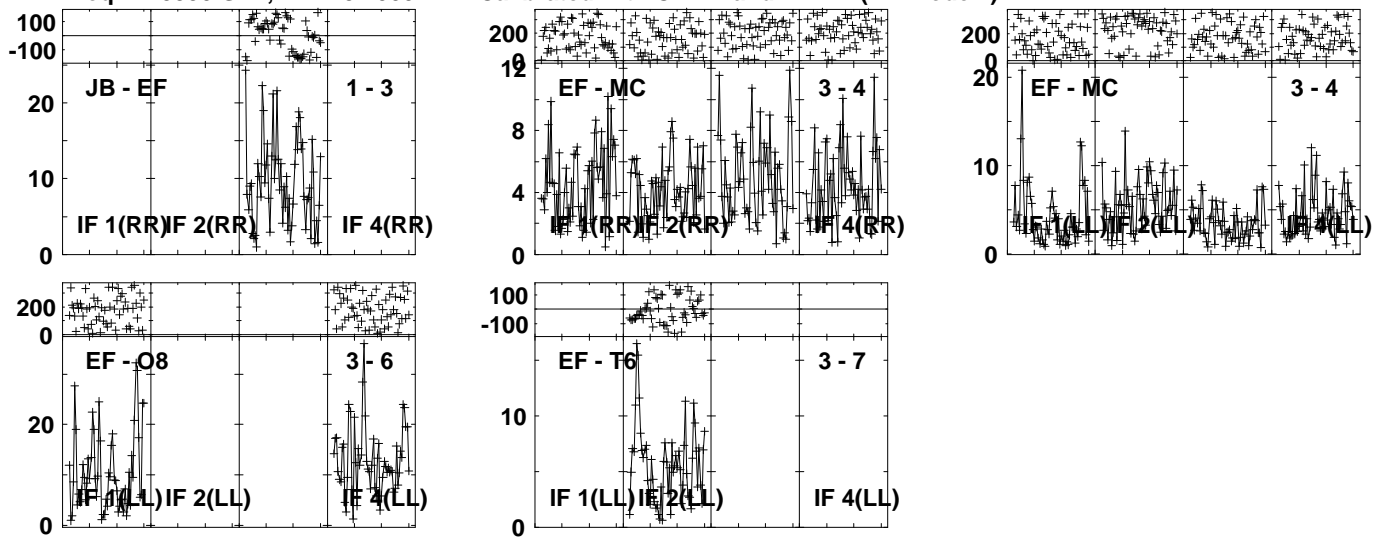 100
-100
JB - EF 1 - 3
20
10
0
IF 1(RR) IF 2(RR) IF 4(RR)
200
0
EF - MC 3 - 4
12
8
4
0
IF 1(RR) IF 2(RR) IF 4(RR)
200
0
EF - MC 3 - 4
20
10
0
IF 1(LL) IF 2(LL) IF 4(LL)
200
0
EF - O8 3 - 6
20
0
IF 1(LL) IF 2(LL) IF 4(LL)
100
-100
EF - T6 3 - 7
10
0
IF 1(LL) IF 2(LL) IF 4(LL)